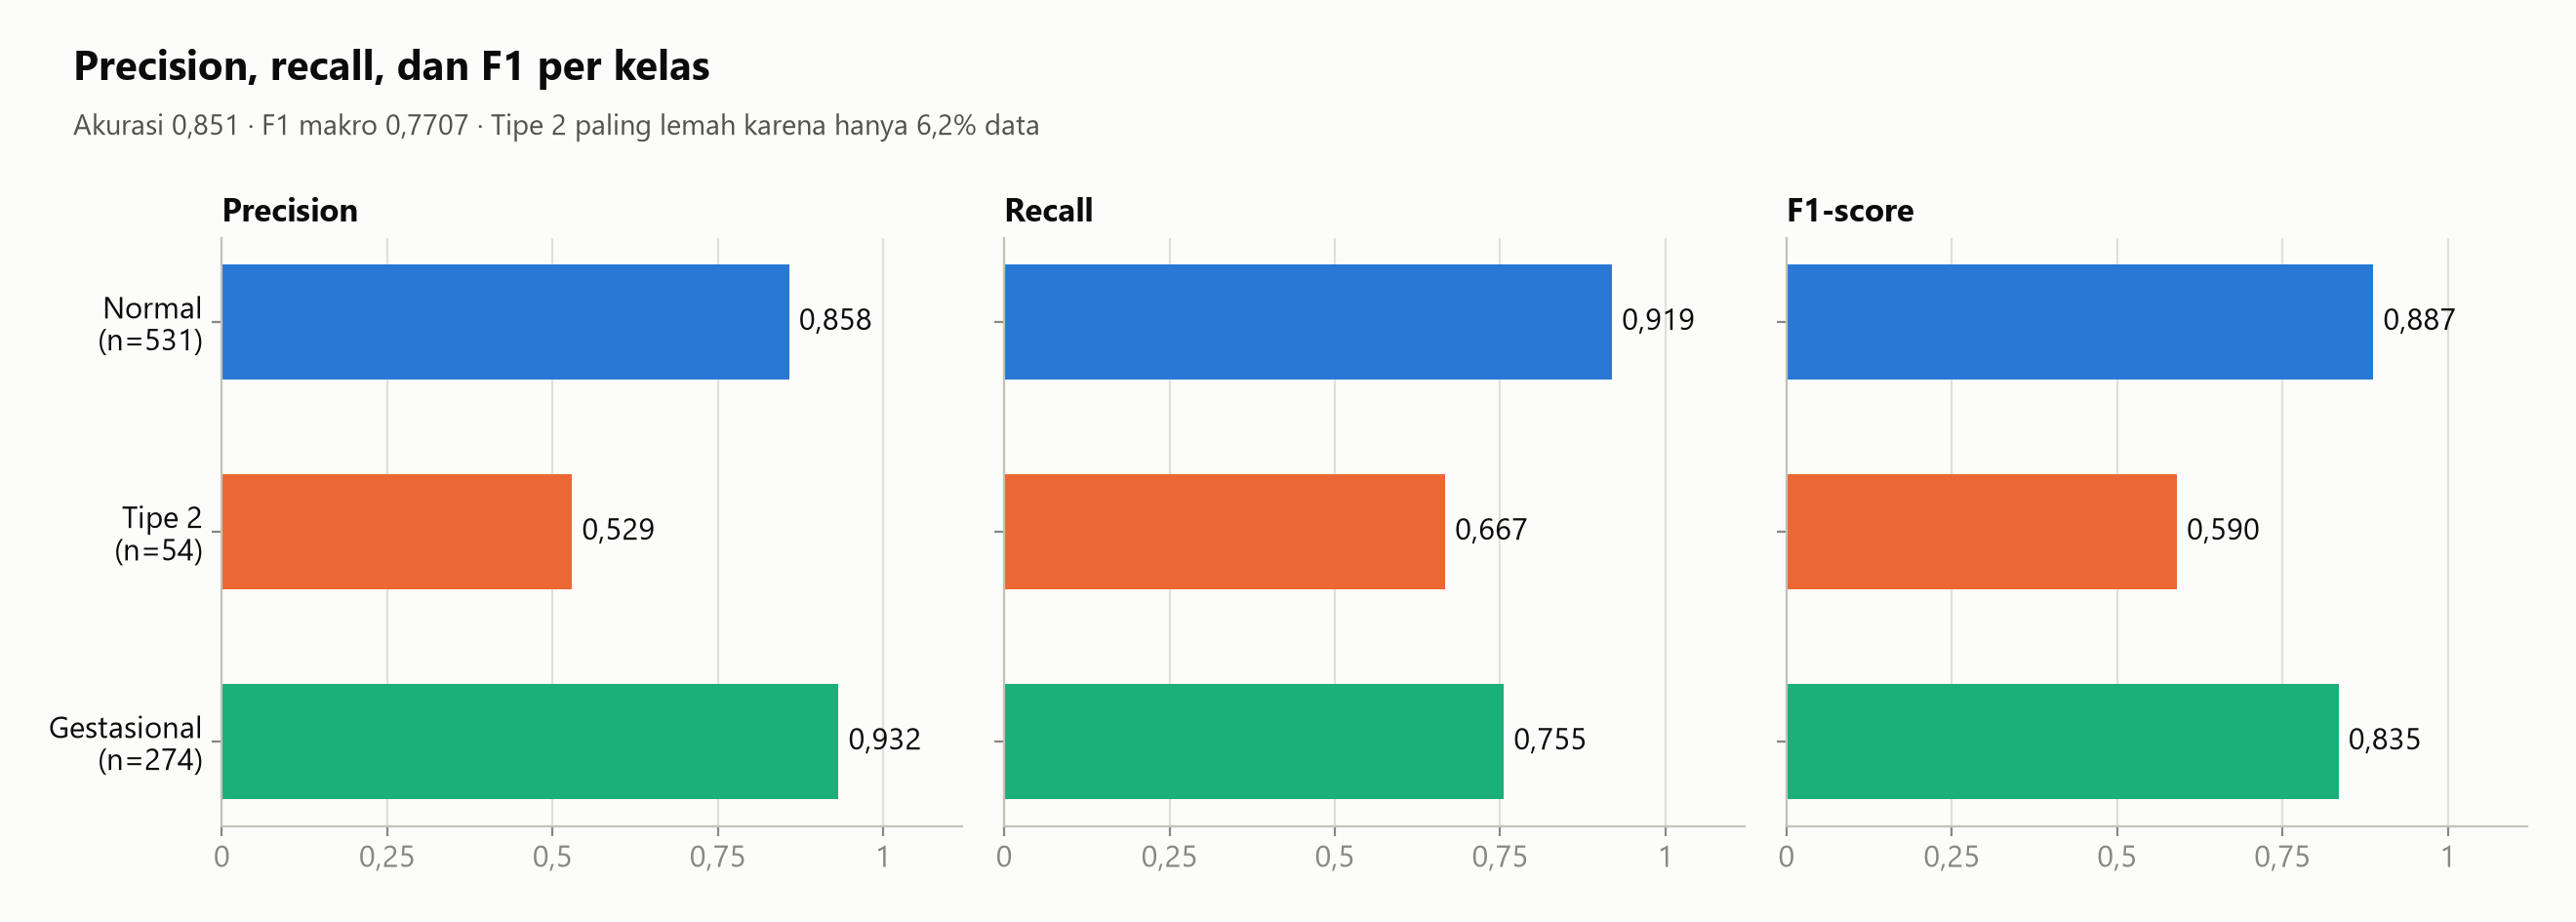 Precision, recall, dan F1 per kelas
Akurasi 0,851 · F1 makro 0,7707 · Tipe 2 paling lemah karena hanya 6,2% data
Precision
Normal
(n=531)
0,858
Tipe 2
(n=54)
0,529
Gestasional
(n=274)
0,932
0 0,25 0,5 0,75 1
Recall
0,919
0,667
0,755
0 0,25 0,5 0,75 1
F1-score
0,887
0,590
0,835
0 0,25 0,5 0,75 1